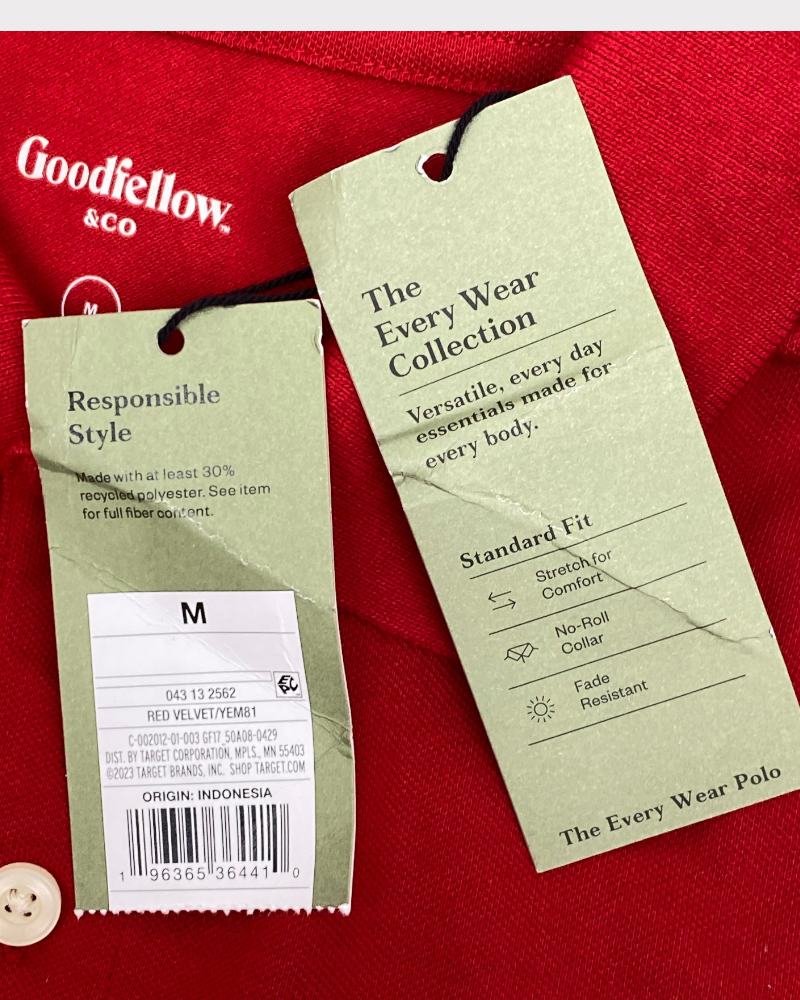 Goodfellow™
&CO
M
Responsible
Style
Made with at least 30%
recycled polyester. See item
for full fiber content.
M
043 13 2562
RED VELVET/YEM81
C-002012-01-003 GF17_50A08-0429
DIST. BY TARGET CORPORATION, MPLS., MN 55403
©2023 TARGET BRANDS, INC. SHOP TARGET.COM
ORIGIN: INDONESIA
1 96365 36441 0
The
Every Wear
Collection
Versatile, every day
essentials made for
every body.
Standard Fit
Stretch for
Comfort
No-Roll
Collar
Fade
Resistant
The Every Wear Polo